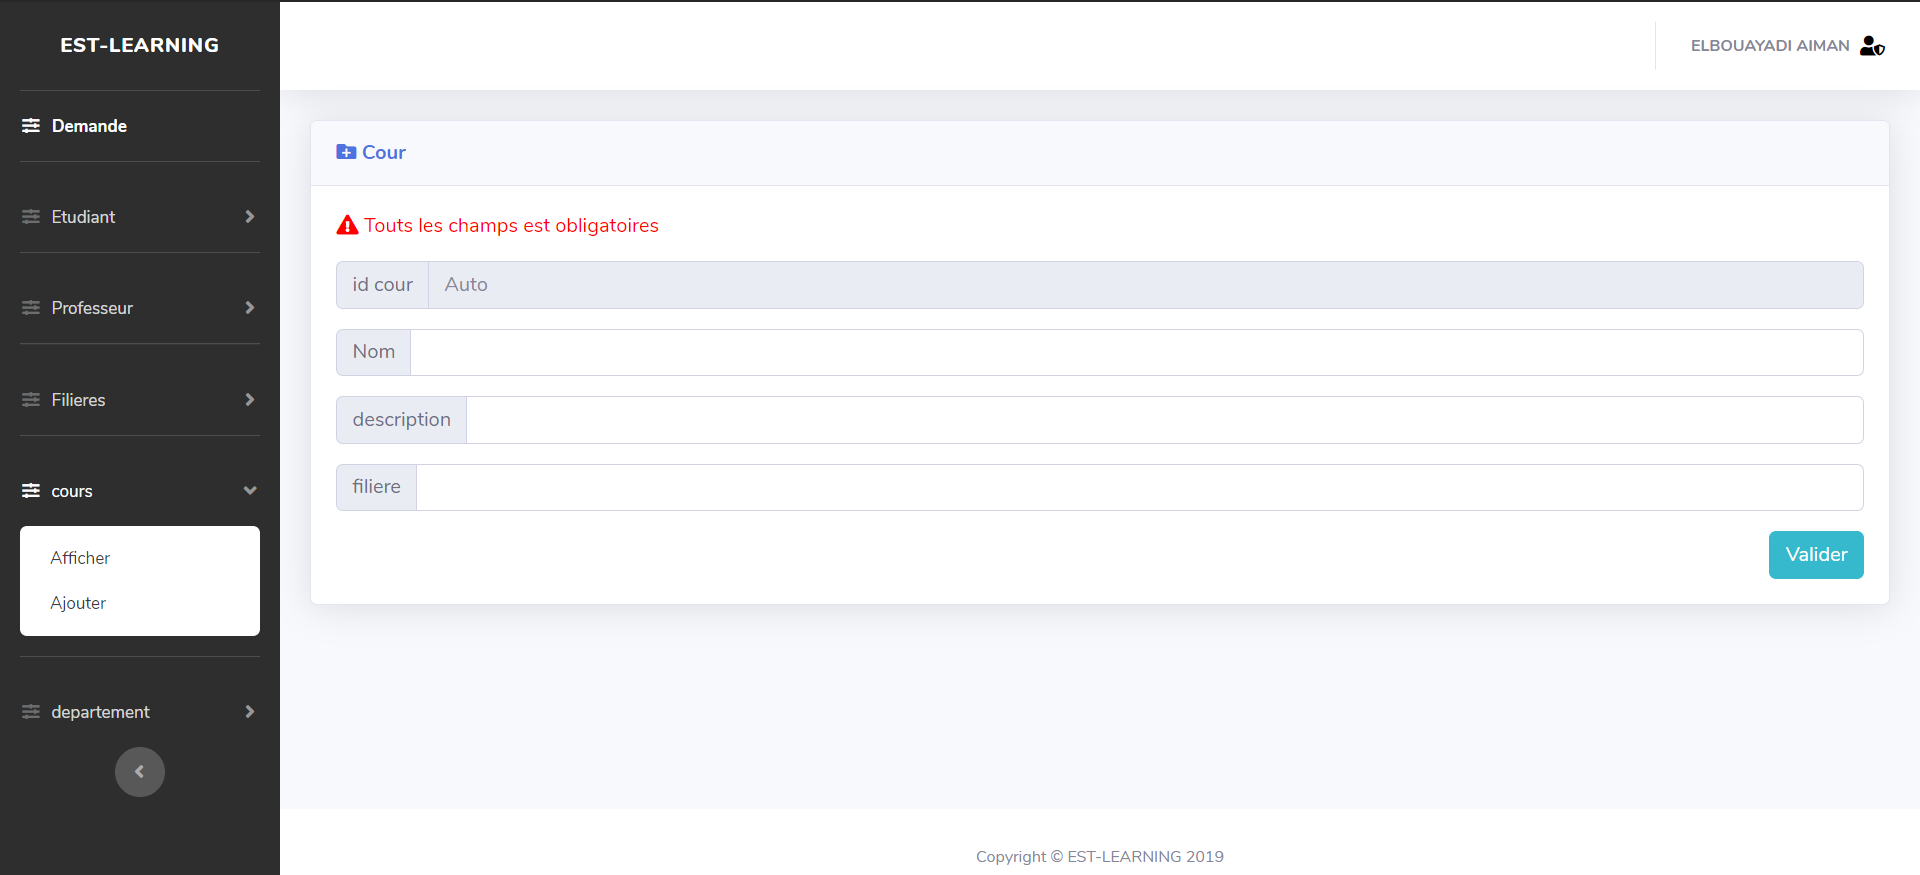 EST-LEARNING
ELBOUAYADI AIMAN
Demande
Etudiant
Professeur
Filieres
cours
Afficher
Ajouter
departement
Cour
Touts les champs est obligatoires
id cour Auto
Nom
description
filiere
Valider
Copyright © EST-LEARNING 2019